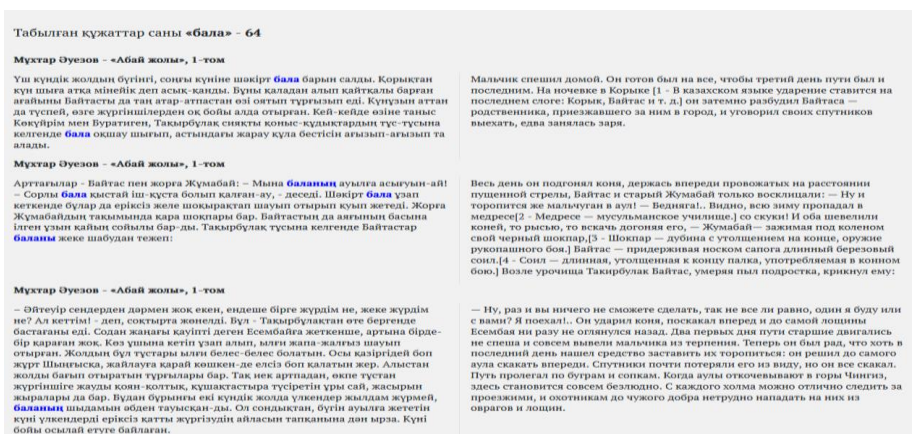 Табылған құжаттар саны «бала» - 64
Мұхтар Әуезов - «Абай жолы», 1-том
Үш күндік жолдың бүгінгі, соңғы күніне шәкірт бала барын салды. Қорықтан
күн шыға атқа мінейік деп асық-қанды. Бұны қаладан алып қайтқалы барған
ағайыны Байтасты да таң атар-атпастан өзі оятып тұрғызып еді. Күнұзын аттан
да түспей, өзге жүргіншілерден оқ бойы алда отырған. Кей-кейде өзіне таныс
Көкүйрім мен Буратиген, Тақырбұлақ сияқты қоныс-құдықтардың тұс-тұсына
келгенде бала оқшау шығып, астындағы жарау құла бестісін ағызып-ағызып та
алады.
Мальчик спешил домой. Он готов был на все, чтобы третий день пути был и
последним. На ночевке в Корыке [1 - В казахском языке ударение ставится на
последнем слоге: Корык, Байтас и т. д.] он затемно разбудил Байтаса —
родственника, приезжавшего за ним в город, и уговорил своих спутников
выехать, едва занялась заря.
Мұхтар Әуезов - «Абай жолы», 1-том
Арттағылар - Байтас пен жорға Жұмабай: – Мына баланың ауылға асығуын-ай!
– Сорлы бала қыстай іш-құста болып қалған-ау, - деседі. Шәкірт бала ұзап
кеткенде бұлар да еріксіз желе шоқырақтап шауып отырып қуып жетеді. Жорға
Жұмабайдың тақымында қара шоқпары бар. Байтастың да аяғының басына
ілген ұзын қайың сойылы бар-ды. Тақырбұлақ тұсына келгенде Байтастар
баланы жеке шабудан тежеп:
Весь день он подгонял коня, держась впереди провожатых на расстоянии
пущенной стрелы, Байтас и старый Жумабай только восклицали: — Ну и
торопится же мальчуган в аул! — Бедняга!.. Видно, всю зиму пропадал в
медресе[2 - Медресе — мусульманское училище.] со скуки! И оба шевелили
коней, то рысью, то вскачь догоняя его, — Жумабай— зажимая под коленом
свой черный шокпар,[3 - Шокпар — дубина с утолщением на конце, оружие
рукопашного боя.] Байтас — придерживая носком сапога длинный березовый
соил.[4 - Соил — длинная, утолщенная к концу палка, употребляемая в конном
бою.] Возле урочища Такирбулак Байтас, умеряя пыл подростка, крикнул ему:
Мұхтар Әуезов - «Абай жолы», 1-том
– Әйтеуір сендерден дәрмен жоқ екен, ендеше бірге жүрдім не, жеке жүрдім
не? Ал кеттім! - деп, соқтырта жөнелді. Бұл - Тақырбұлақтан өте бергенде
бастағаны еді. Содан жаңағы қауіпті деген Есембайға жеткенше, артына бірде-
бір қараған жоқ. Көз ұшына кетіп ұзап алып, ылғи жапа-жалғыз шауып
отырған. Жолдың бұл тұстары ылғи белес-белес болатын. Осы қазіргідей боп
жұрт Шыңғысқа, жайлауға қарай көшкен-де елсіз боп қалатын жер. Алыстан
жолды бағып отыратын тұрғылары бар. Тақ иек артпадан, өкпе тұстан
жүргіншіге жауды қоян-қолтық, құшақтастыра түсіретін ұры сай, жасырын
жыралары да бар. Бұдан бұрынғы екі күндік жолда үлкендер жылдам жүрмей,
баланың шыдамын әбден тауысқан-ды. Ол сондықтан, бүгін ауылға жететін
күні үлкендерді еріксіз қатты жүргізудің айласын тапқанына дән ырза. Күні
бойы осылай етуге байлаған.
— Ну, раз и вы ничего не сможете сделать, так не все ли равно, один я буду или
с вами? Я поехал!.. Он ударил коня, поскакал вперед и до самой лощины
Есембая ни разу не оглянулся назад. Два первых дня пути старшие двигались
не спеша и совсем вывели мальчика из терпения. Теперь он был рад, что хоть в
последний день нашел средство заставить их торопиться: он решил до самого
аула скакать впереди. Спутники почти потеряли его из виду, но он все скакал.
Путь пролегал по буграм и сопкам. Когда аулы откочевывают в горы Чингиз,
здесь становится совсем безлюдно. С каждого холма можно отлично следить за
проезжими, и охотникам до чужого добра нетрудно нападать на них из
оврагов и лощин.